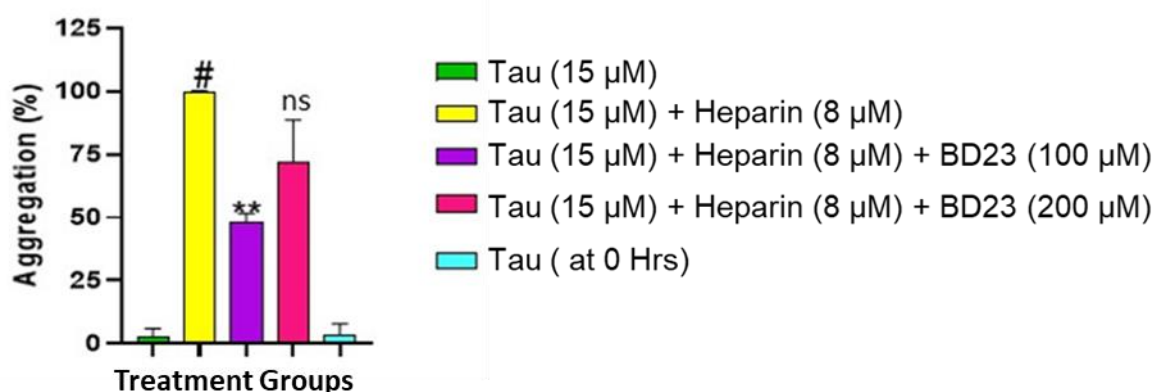 125
100
75
50
25
0
Aggregation (%)
#
**
ns
Treatment Groups
Tau (15 µM)
Tau (15 µM) + Heparin (8 µM)
Tau (15 µM) + Heparin (8 µM) + BD23 (100 µM)
Tau (15 µM) + Heparin (8 µM) + BD23 (200 µM)
Tau ( at 0 Hrs)